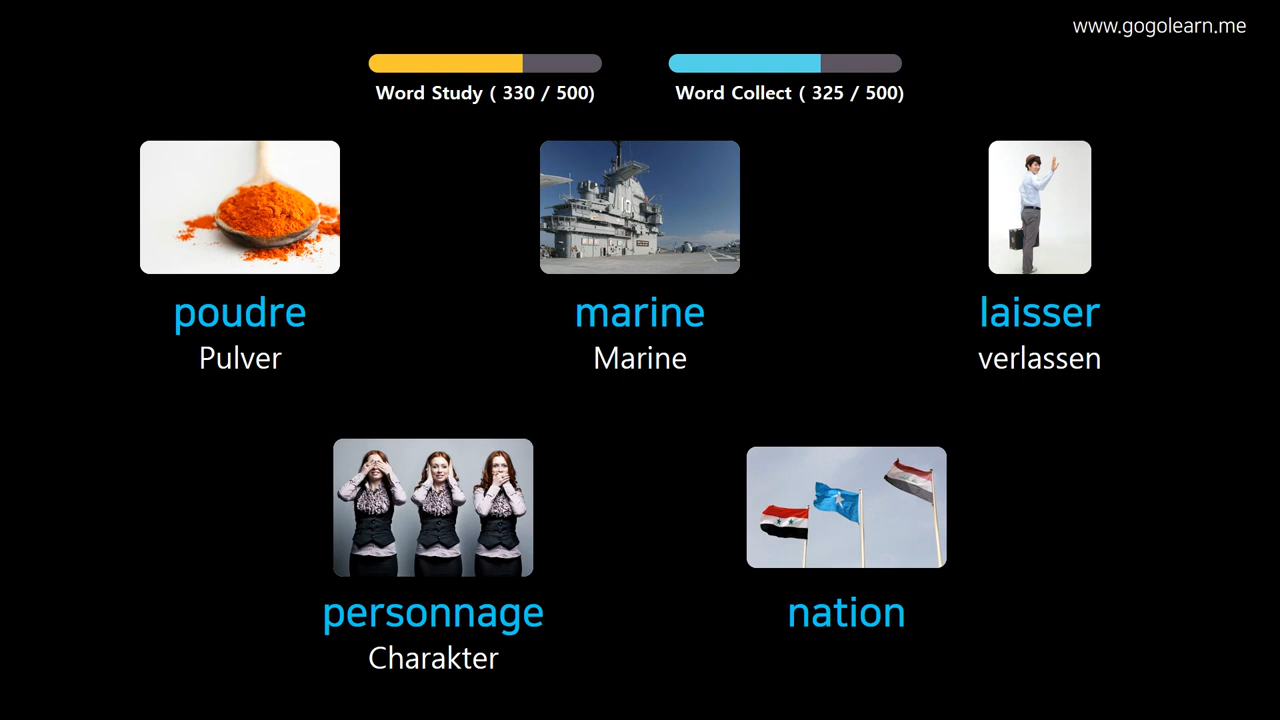 www.gogolearn.me
Word Study ( 330 / 500)
Word Collect ( 325 / 500)
13
poudre
Pulver
marine
Marine
laisser
verlassen
personnage
Charakter
nation